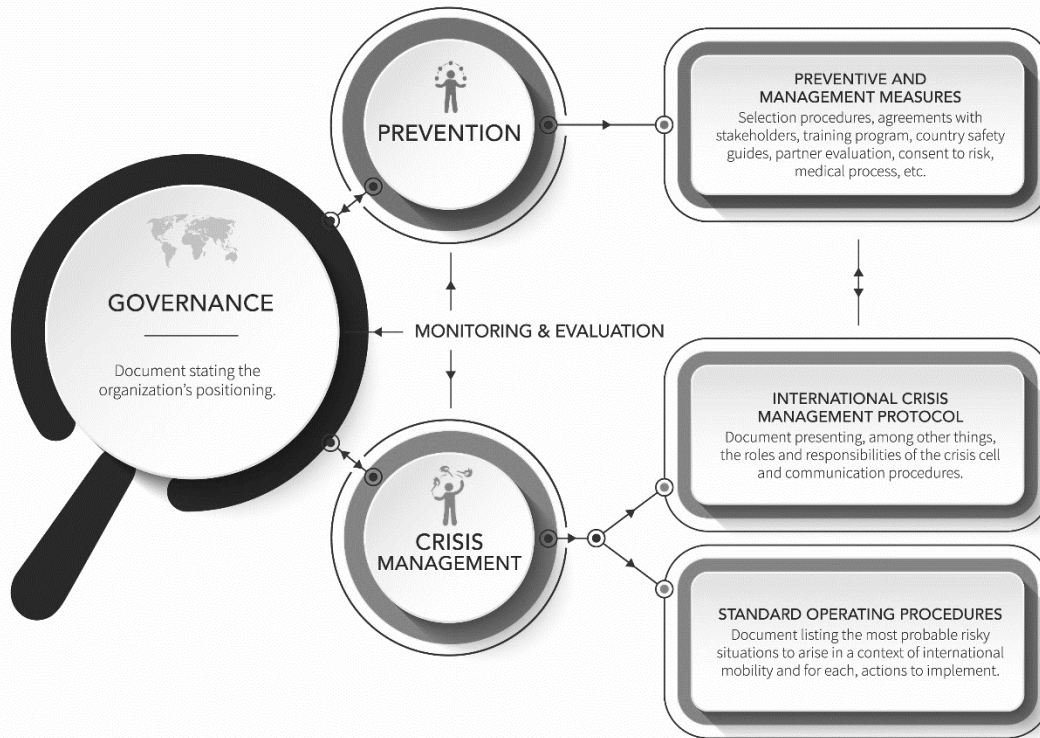 PREVENTION
PREVENTIVE AND
MANAGEMENT MEASURES
Selection procedures, agreements with
stakeholders, training program, country safety
guides, partner evaluation, consent to risk,
medical process, etc.
GOVERNANCE
Document stating the
organization's positioning.
MONITORING & EVALUATION
CRISIS
MANAGEMENT
INTERNATIONAL CRISIS
MANAGEMENT PROTOCOL
Document presenting, among other things,
the roles and responsibilities of the crisis cell
and communication procedures.
STANDARD OPERATING PROCEDURES
Document listing the most probable risky
situations to arise in a context of international
mobility and for each, actions to implement.